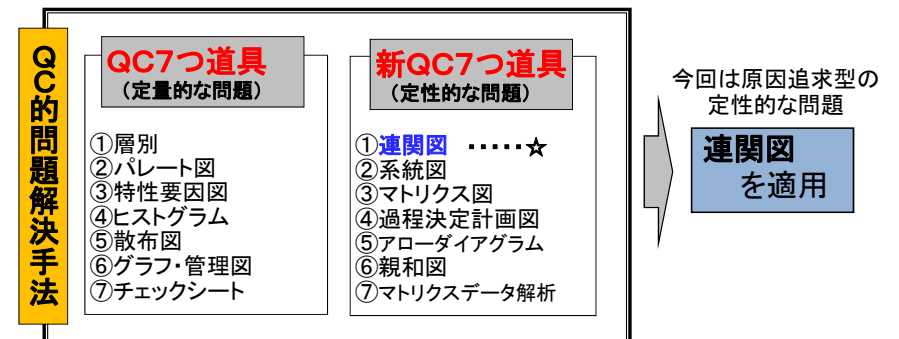 QC的問題解決手法
QC7つ道具
（定量的な問題）
①層別
②パレート図
③特性要因図
④ヒストグラム
⑤散布図
⑥グラフ・管理図
⑦チェックシート
新QC7つ道具
（定性的な問題）
①連関図 ・・・・・☆
②系統図
③マトリクス図
④過程決定計画図
⑤アローダイアグラム
⑥親和図
⑦マトリクスデータ解析
今回は原因追求型の
定性的な問題
連関図
を適用